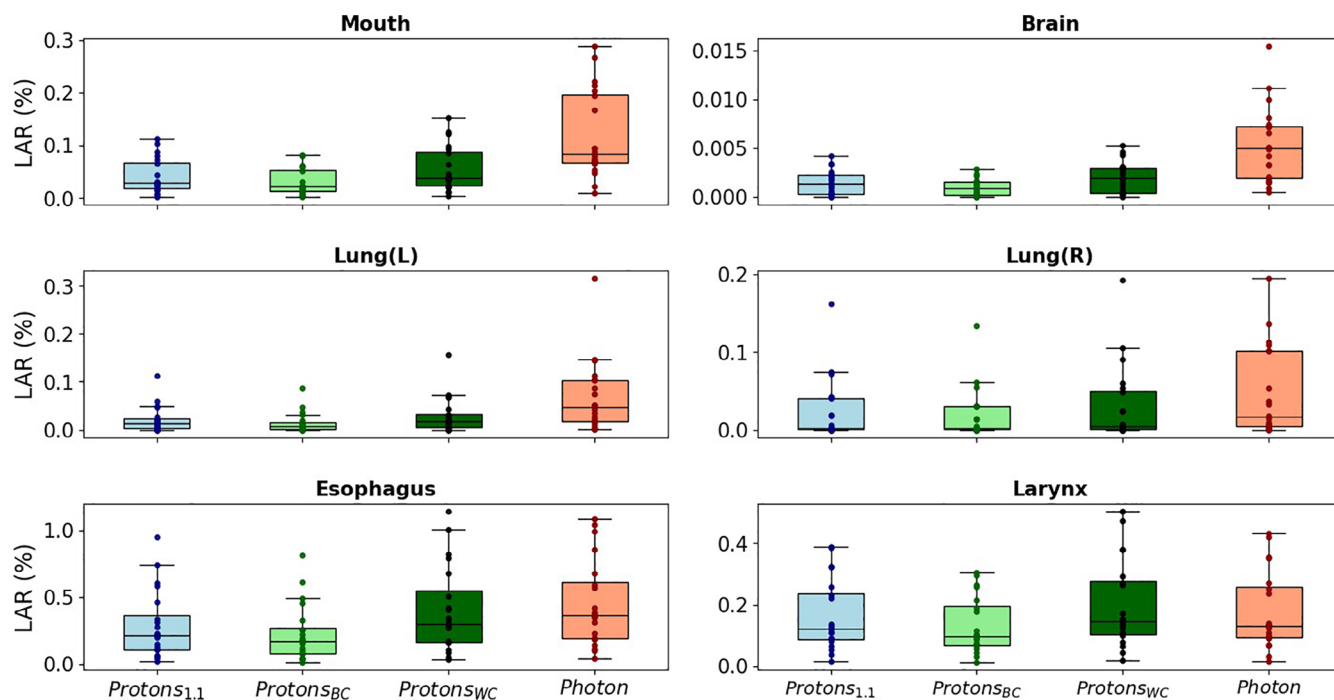 Mouth
Brain
LAR (%)
0.3
0.2
0.1
0.0
0.015
0.010
0.005
0.000
Lung(L)
Lung(R)
LAR (%)
0.3
0.2
0.1
0.0
0.2
0.1
0.0
Esophagus
Larynx
LAR (%)
1.0
0.5
0.0
0.4
0.2
0.0
Protons1.1 ProtonsBC ProtonsWC Photon
Protons1.1 ProtonsBC ProtonsWC Photon